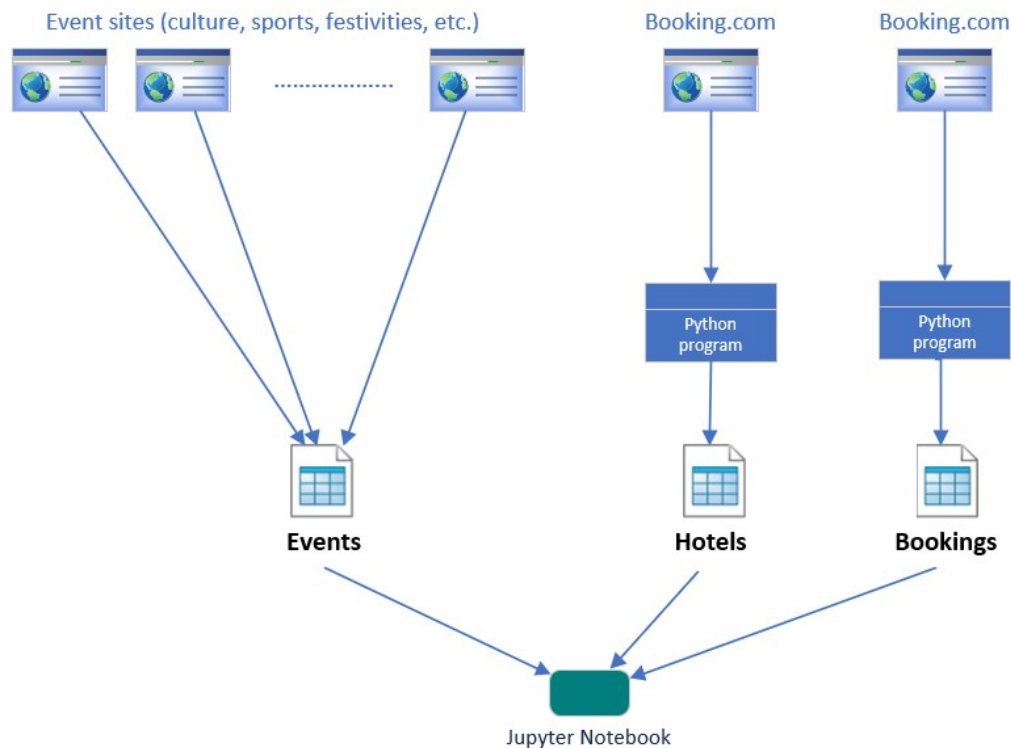 Event sites (culture, sports, festivities, etc.)
Booking.com
Booking.com
Python
program
Python
program
Events
Hotels
Bookings
Jupyter Notebook